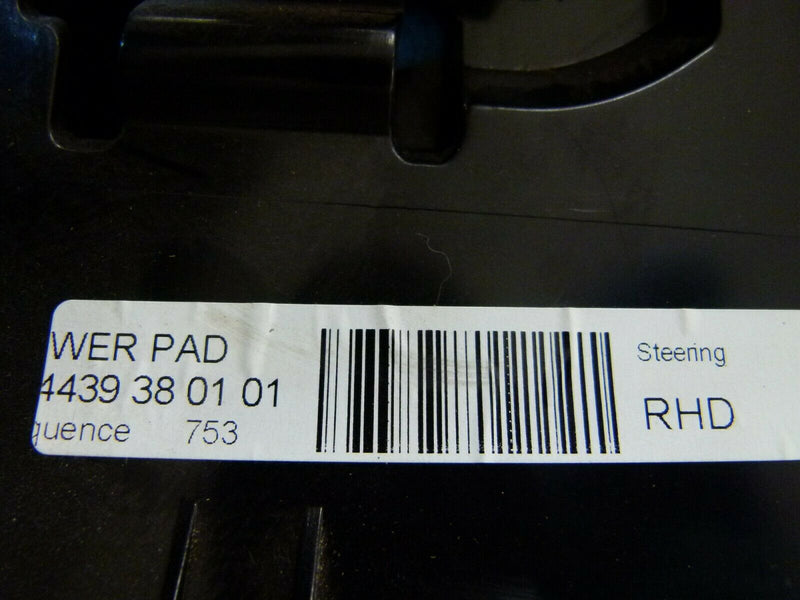 WER PAD
4439 38 01 01
quence 753
Steering
RHD